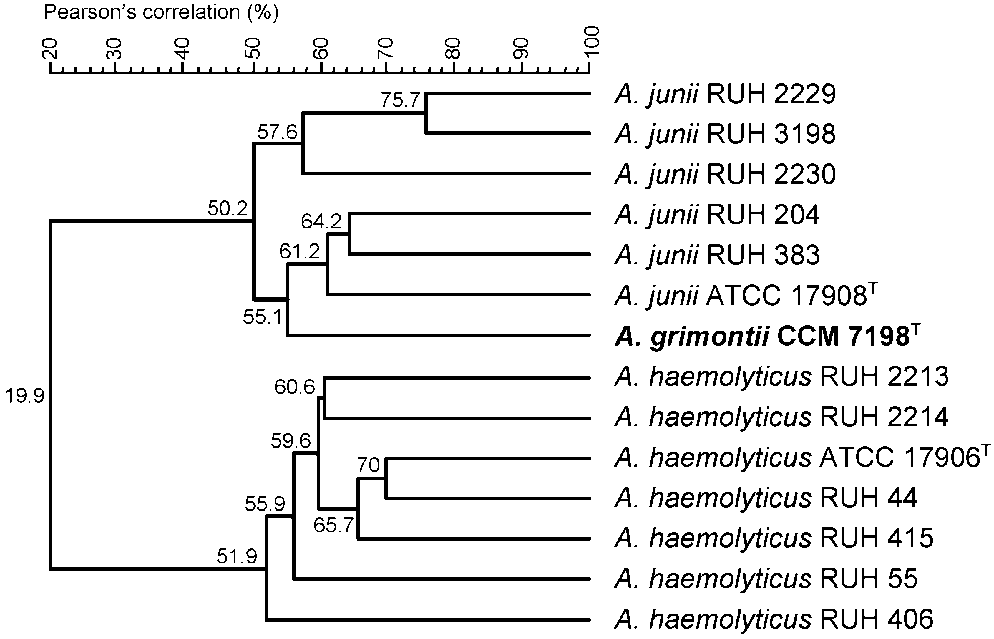 Pearson's correlation (%)
20 30 40 50 60 70 80 90 100
75.7 A. junii RUH 2229
A. junii RUH 3198
57.6
A. junii RUH 2230
50.2
64.2 A. junii RUH 204
61.2 A. junii RUH 383
A. junii ATCC 17908T
55.1
A. grimontii CCM 7198T
19.9
60.6 A. haemolyticus RUH 2213
A. haemolyticus RUH 2214
59.6
70 A. haemolyticus ATCC 17906T
55.9 A. haemolyticus RUH 44
65.7 A. haemolyticus RUH 415
51.9
A. haemolyticus RUH 55
A. haemolyticus RUH 406